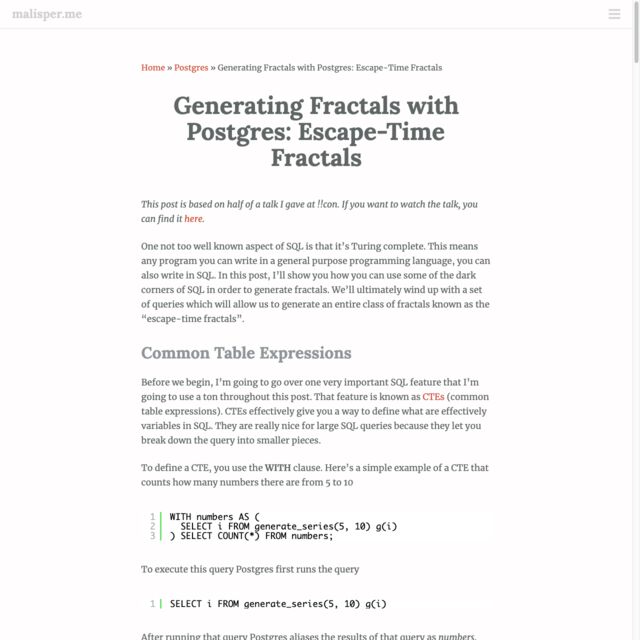 malisper.me
Home » Postgres » Generating Fractals with Postgres: Escape-Time Fractals
Generating Fractals with
Postgres: Escape-Time
Fractals
This post is based on half of a talk I gave at !!con. If you want to watch the talk, you
can find it here.
One not too well known aspect of SQL is that it's Turing complete. This means
any program you can write in a general purpose programming language, you can
also write in SQL. In this post, I'll show you how you can use some of the dark
corners of SQL in order to generate fractals. We'll ultimately wind up with a set
of queries which will allow us to generate an entire class of fractals known as the
“escape-time fractals”.
Common Table Expressions
Before we begin, I'm going to go over one very important SQL feature that I'm
going to use a ton throughout this post. That feature is known as CTEs (common
table expressions). CTEs effectively give you a way to define what are effectively
variables in SQL. They are really nice for large SQL queries because they let you
break down the query into smaller pieces.
To define a CTE, you use the WITH clause. Here's a simple example of a CTE that
counts how many numbers there are from 5 to 10
1 WITH numbers AS (
2 SELECT i FROM generate_series(5, 10) g(i)
3 ) SELECT COUNT(*) FROM numbers;
To execute this query Postgres first runs the query
1 SELECT i FROM generate_series(5, 10) g(i)
After running that query Postgres aliases the results of that query as numbers.